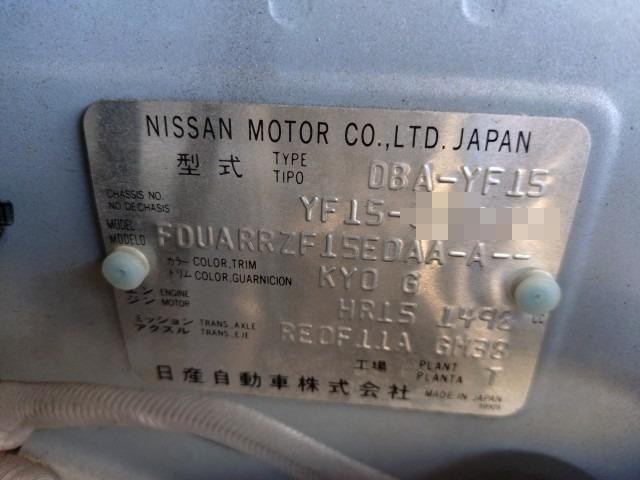 NISSAN MOTOR CO.,LTD. JAPAN
型式 TYPE TIPO DBA-YF15
CHASSIS NO. NO.DE CHASIS YF15-
MODEL MODELO FDUARRZF15EDAA-A--
カラー COLOR,TRIM トリム COLOR,GUARNICION KY0 G
エンジン ENGINE MOTOR HR15 1498 cc
ミッション TRANS.,AXLE アクスル TRANS.,EJE RE0F11A GH38
工場 PLANT PLANTA T
日産自動車株式会社 MADE IN JAPAN